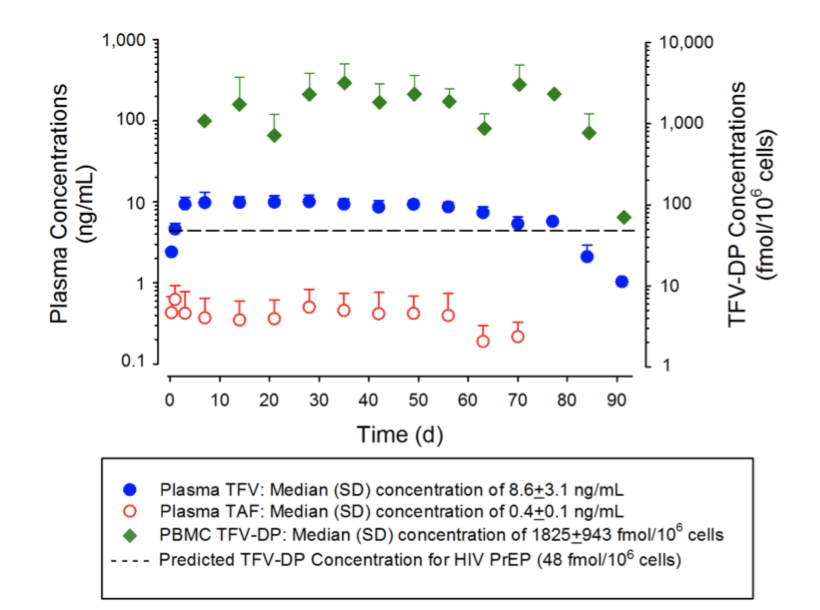 1,000
100
10
1
0.1
Plasma Concentrations
(ng/mL)
10,000
1,000
100
10
1
TFV-DP Concentrations
(fmol/10⁶ cells)
0 10 20 30 40 50 60 70 80 90
Time (d)
Plasma TFV: Median (SD) concentration of 8.6±3.1 ng/mL
Plasma TAF: Median (SD) concentration of 0.4±0.1 ng/mL
PBMC TFV-DP: Median (SD) concentration of 1825±943 fmol/10⁶ cells
Predicted TFV-DP Concentration for HIV PrEP (48 fmol/10⁶ cells)